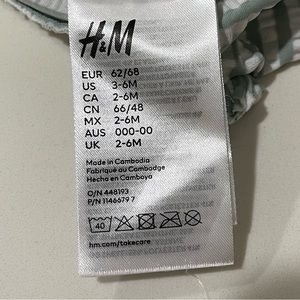 H&M
EUR 62/68
US 3-6M
CA 2-6M
CN 66/48
MX 2-6M
AUS 000-00
UK 2-6M
Made in Cambodia
Fabriqué au Cambodge
Hecho en Camboya
O/N 448193
P/N 1146679 7
40
hm.com/takecare